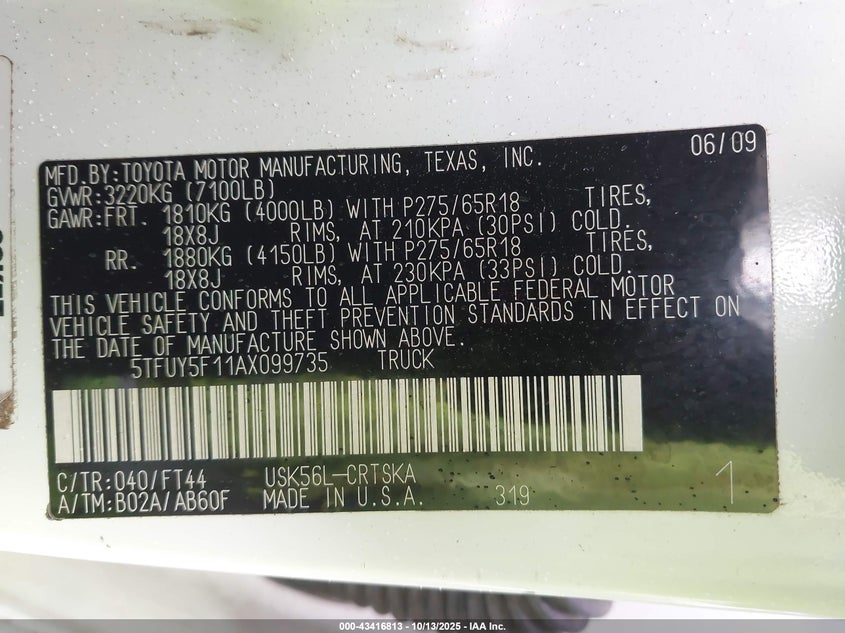 06/09
MFD.BY:TOYOTA MOTOR MANUFACTURING, TEXAS, INC.
GVWR:3220KG (7100LB)
GAWR:FRT. 1810KG (4000LB) WITH P275/65R18 TIRES,
18X8J RIMS, AT 210KPA (30PSI) COLD.
RR. 1880KG (4150LB) WITH P275/65R18 TIRES,
18X8J RIMS, AT 230KPA (33PSI) COLD.
THIS VEHICLE CONFORMS TO ALL APPLICABLE FEDERAL MOTOR
VEHICLE SAFETY AND THEFT PREVENTION STANDARDS IN EFFECT ON
THE DATE OF MANUFACTURE SHOWN ABOVE.
5TFUY5F11AX099735 TRUCK
C/TR:040/FT44 USK56L-CRTSKA
A/TM:B02A/AB60F MADE IN U.S.A. 319 1
000-43416813 - 10/13/2025 - IAA Inc.